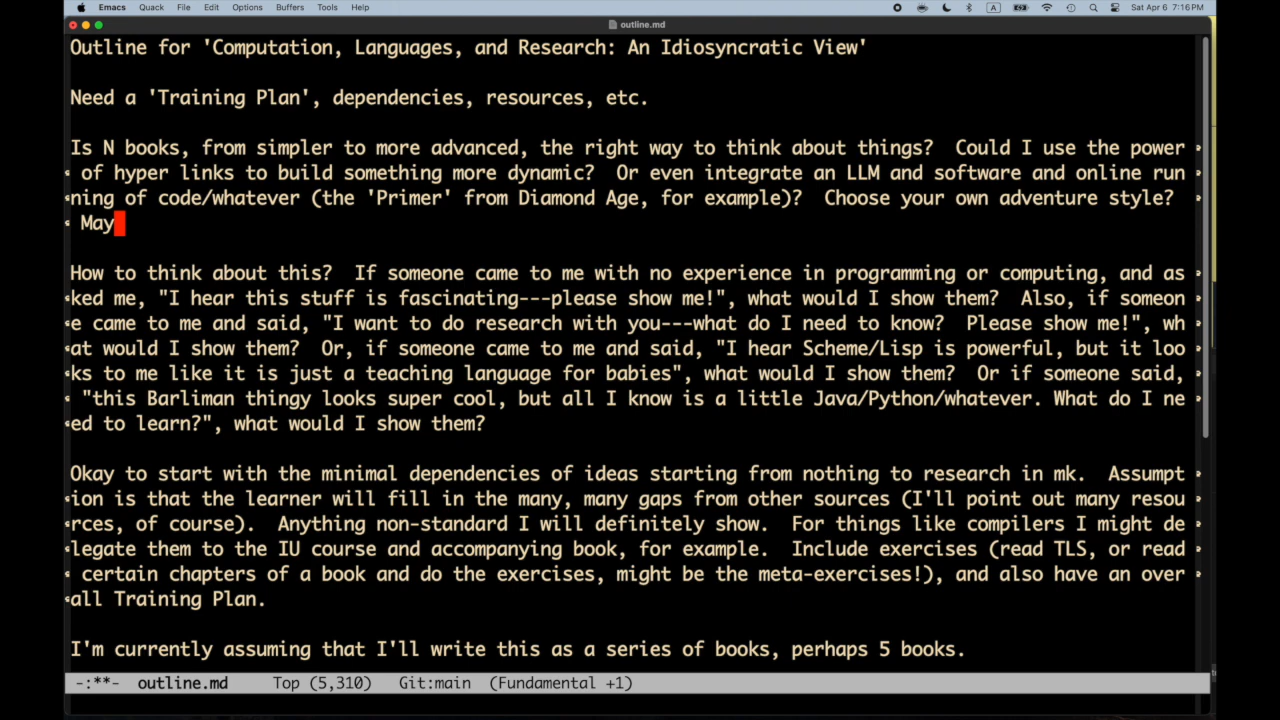 Emacs Quack File Edit Options Buffers Tools Help A Sat Apr 6 7:16 PM
outline.md
Outline for 'Computation, Languages, and Research: An Idiosyncratic View'
Need a 'Training Plan', dependencies, resources, etc.
Is N books, from simpler to more advanced, the right way to think about things?  Could I use the power
of hyper links to build something more dynamic?  Or even integrate an LLM and software and online run
ning of code/whatever (the 'Primer' from Diamond Age, for example)?  Choose your own adventure style?
May
How to think about this?  If someone came to me with no experience in programming or computing, and as
ked me, "I hear this stuff is fascinating---please show me!", what would I show them?  Also, if someon
e came to me and said, "I want to do research with you---what do I need to know?  Please show me!", wh
at would I show them?  Or, if someone came to me and said, "I hear Scheme/Lisp is powerful, but it loo
ks to me like it is just a teaching language for babies", what would I show them?  Or if someone said,
"this Barliman thingy looks super cool, but all I know is a little Java/Python/whatever. What do I ne
ed to learn?", what would I show them?
Okay to start with the minimal dependencies of ideas starting from nothing to research in mk.  Assumpt
ion is that the learner will fill in the many, many gaps from other sources (I'll point out many resou
rces, of course).  Anything non-standard I will definitely show.  For things like compilers I might de
legate them to the IU course and accompanying book, for example.  Include exercises (read TLS, or read
certain chapters of a book and do the exercises, might be the meta-exercises!), and also have an over
all Training Plan.
I'm currently assuming that I'll write this as a series of books, perhaps 5 books.
-:**-  outline.md  Top (5,310)  Git:main  (Fundamental +1)